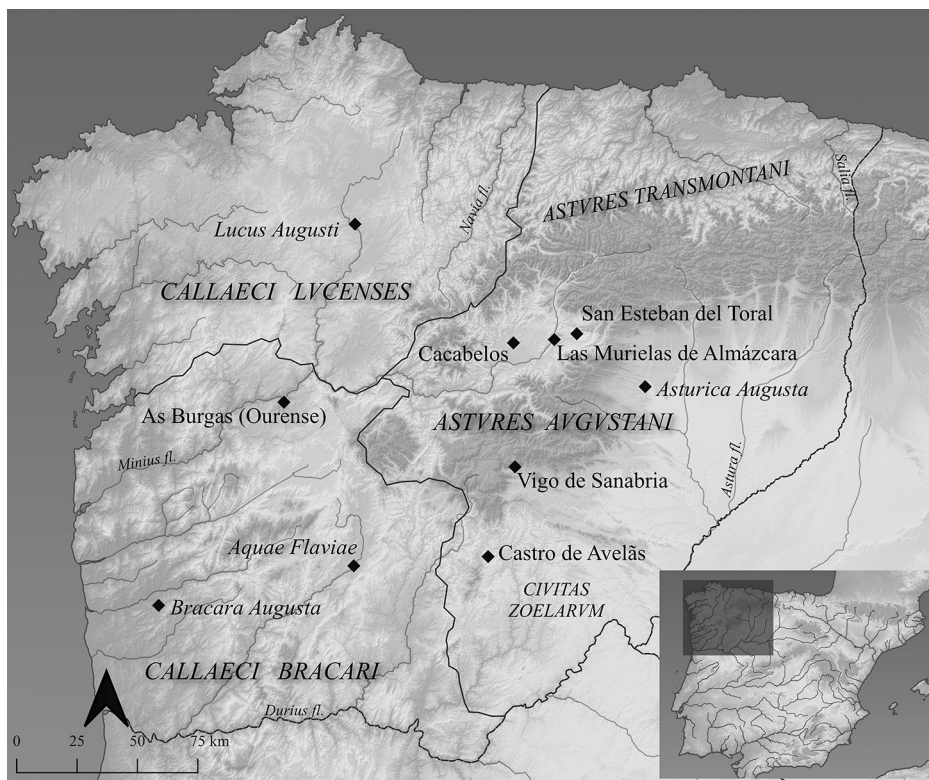 Salia fl.
ASTVRES TRANSMONTANI
Navia fl.
Lucus Augusti
CALLAECI LVCENSES
San Esteban del Toral
Cacabelos
Las Murielas de Almázcara
Asturica Augusta
As Burgas (Ourense)
ASTVRES AVGVSTANI
Minius fl.
Astura fl.
Vigo de Sanabria
Aquae Flaviae
Castro de Avelãs
CIVITAS
ZOELARVM
Bracara Augusta
CALLAECI BRACARI
Durius fl.
0 25 50 75 km